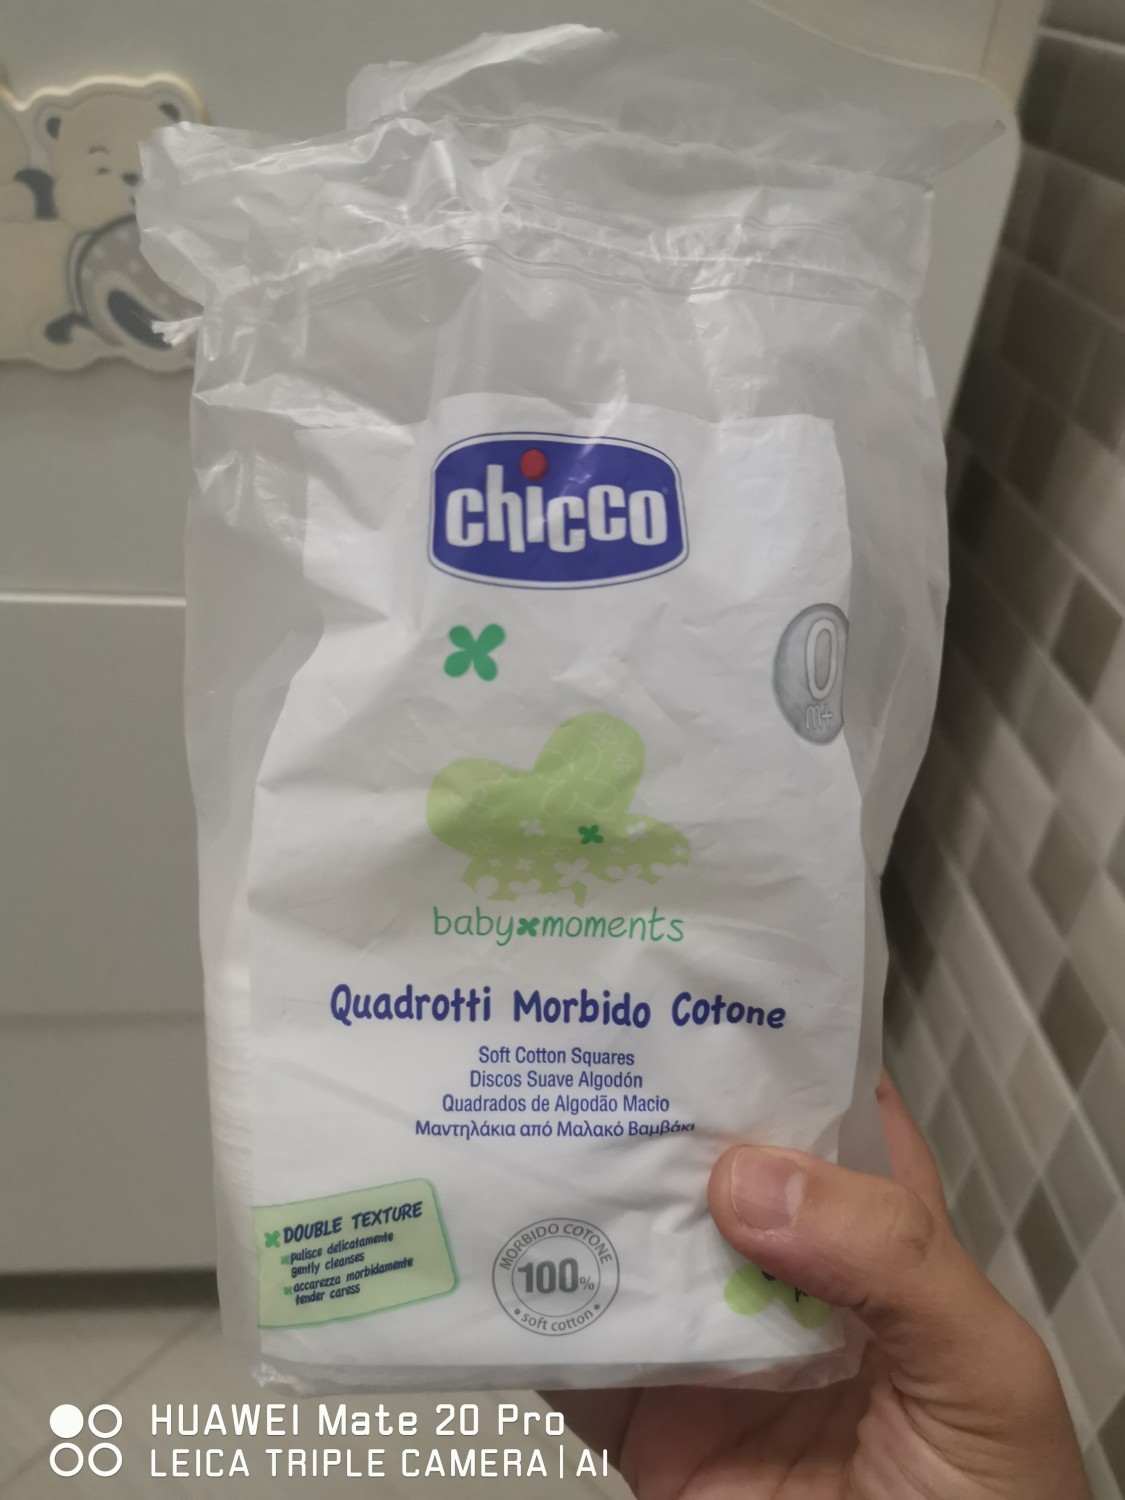 chicco
0
m+
baby moments
Quadrotti Morbido Cotone
Soft Cotton Squares
Discos Suave Algodón
Quadrados de Algodão Macio
Μαντηλάκια από Μαλακό Βαμβάκι
DOUBLE TEXTURE
pulisce delicatamente
gently cleanses
accarezza morbidamente
tender caress
MORBIDO COTONE
100%
• soft cotton •
HUAWEI Mate 20 Pro
LEICA TRIPLE CAMERA | AI